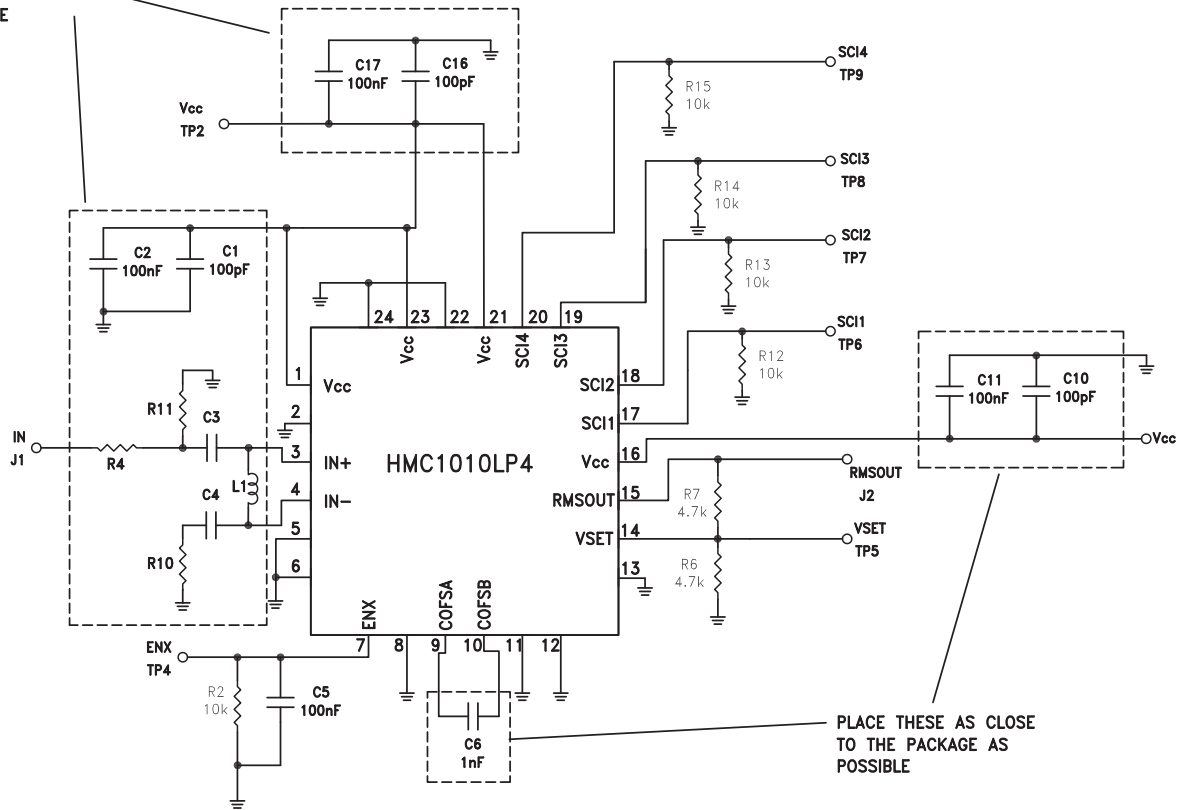 E
C17
100nF
C16
100pF
Vcc
TP2
SCI4
TP9
R15
10k
SCI3
TP8
R14
10k
SCI2
TP7
R13
10k
SCI1
TP6
R12
10k
C2
100nF
C1
100pF
24 23 22 21 20 19
Vcc Vcc SCI4 SCI3
1 Vcc
2
3 IN+
4 IN-
5
6
HMC1010LP4
SCI2 18
SCI1 17
Vcc 16
RMSOUT 15
VSET 14
13
C11
100nF
C10
100pF
Vcc
IN
J1
R4
R11
C3
L1
C4
R10
RMSOUT
J2
R7
4.7k
VSET
TP5
R6
4.7k
ENX COFSA COFSB
7 8 9 10 11 12
ENX
TP4
R2
10k
C5
100nF
C6
1nF
PLACE THESE AS CLOSE
TO THE PACKAGE AS
POSSIBLE